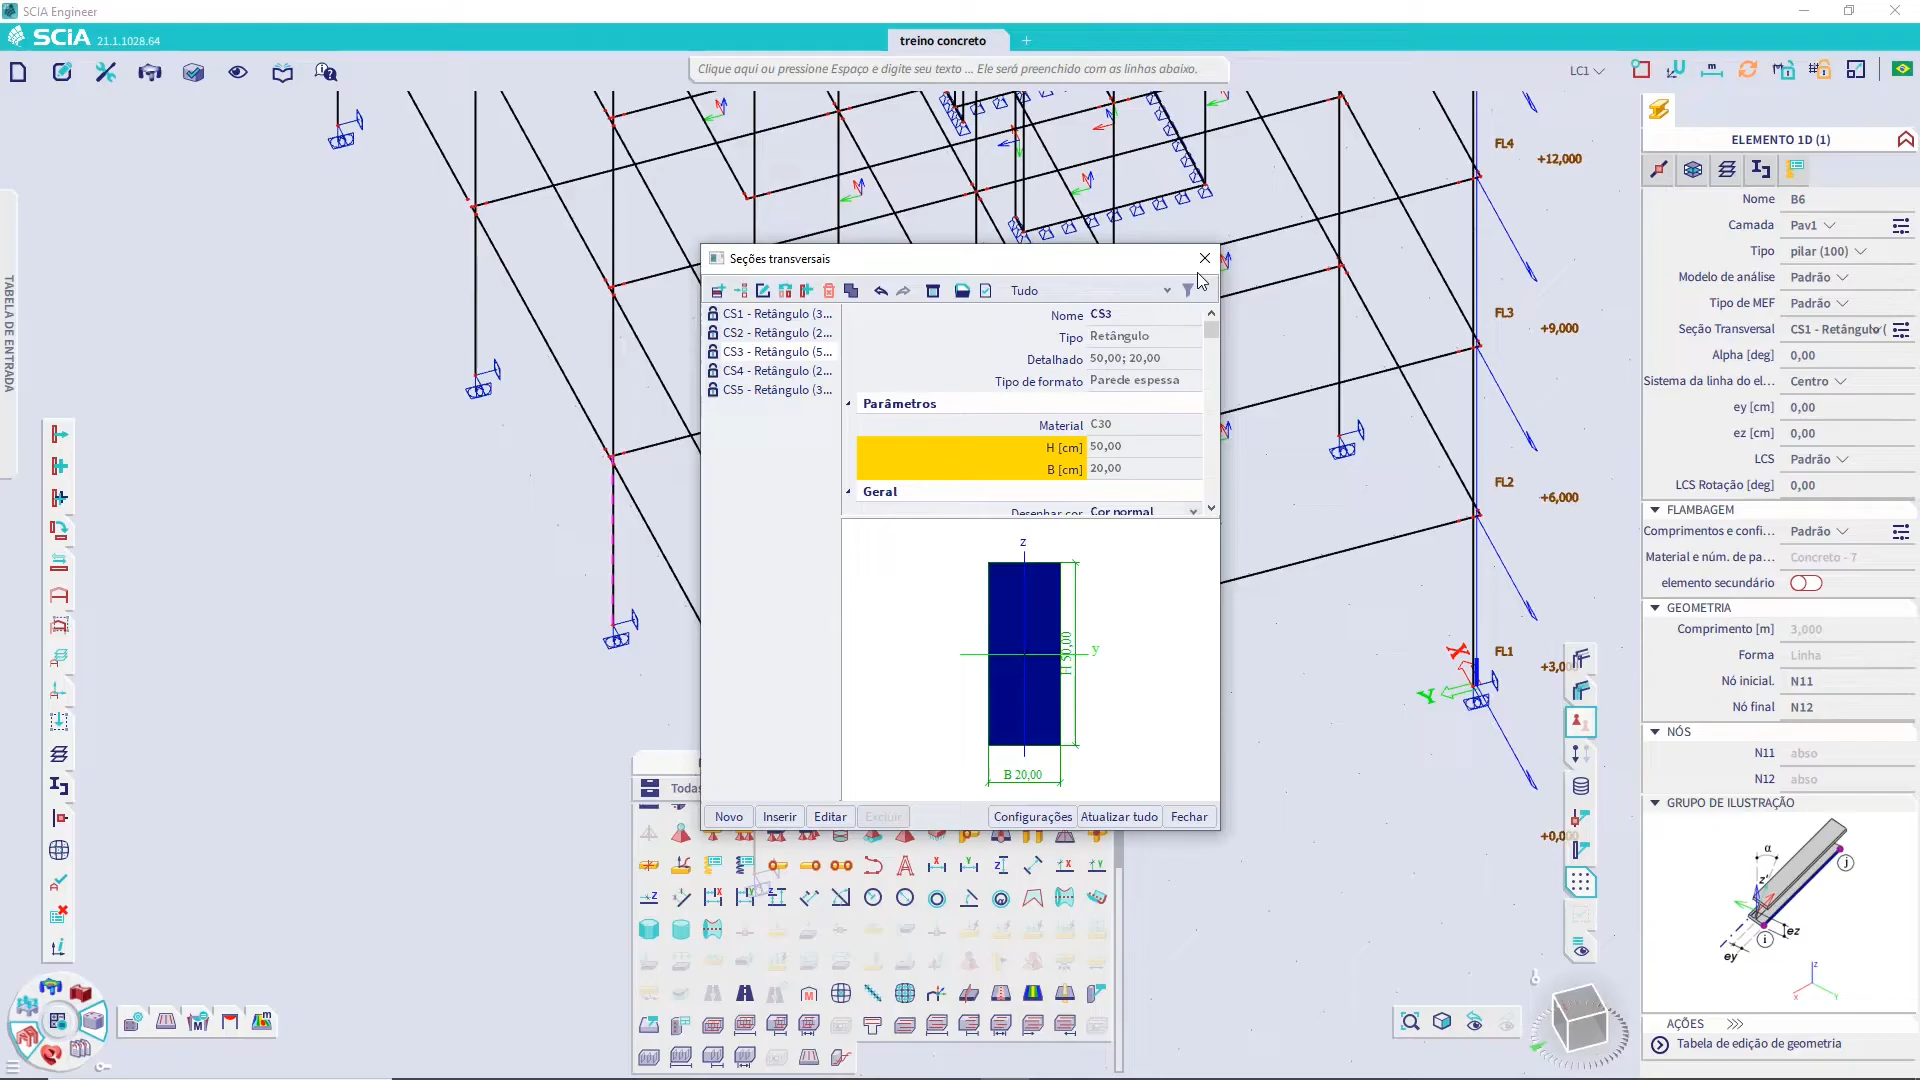 SCIA Engineer
SCiA 21.1.1028.64
treino concreto
Clique aqui ou pressione Espaço e digite seu texto ... Ele será preenchido com as linhas abaixo.
LC1
TABELA DE ENTRADA
FL4
+12,000
FL3
+9,000
FL2
+6,000
FL1
X
Y
Seções transversais
Tudo
CS1 - Retângulo (3...
CS2 - Retângulo (2...
CS3 - Retângulo (5...
CS4 - Retângulo (2...
CS5 - Retângulo (3...
Nome CS3
Tipo Retângulo
Detalhado 50,00; 20,00
Tipo de formato Parede espessa
Parâmetros
Material C30
H [cm] 50,00
B [cm] 20,00
Geral
Desenhar cor Cor normal
z
y
H 50,00
B 20,00
Novo Inserir Editar Excluir Configurações Atualizar tudo Fechar
Todas
ELEMENTO 1D (1)
Nome B6
Camada Pav1
Tipo pilar (100)
Modelo de análise Padrão
Tipo de MEF Padrão
Seção Transversal CS1 - Retângulo (
Alpha [deg] 0,00
Sistema da linha do el... Centro
ey [cm] 0,00
ez [cm] 0,00
LCS Padrão
LCS Rotação [deg] 0,00
FLAMBAGEM
Comprimentos e confi... Padrão
Material e núm. de pa... Concreto - 7
elemento secundário
GEOMETRIA
Comprimento [m] 3,000
Forma Linha
Nó inicial. N11
Nó final N12
NÓS
N11 abso
N12 abso
GRUPO DE ILUSTRAÇÃO
α
z'
j
i
ez
ey
z
x
Y
AÇÕES >>>
Tabela de edição de geometria